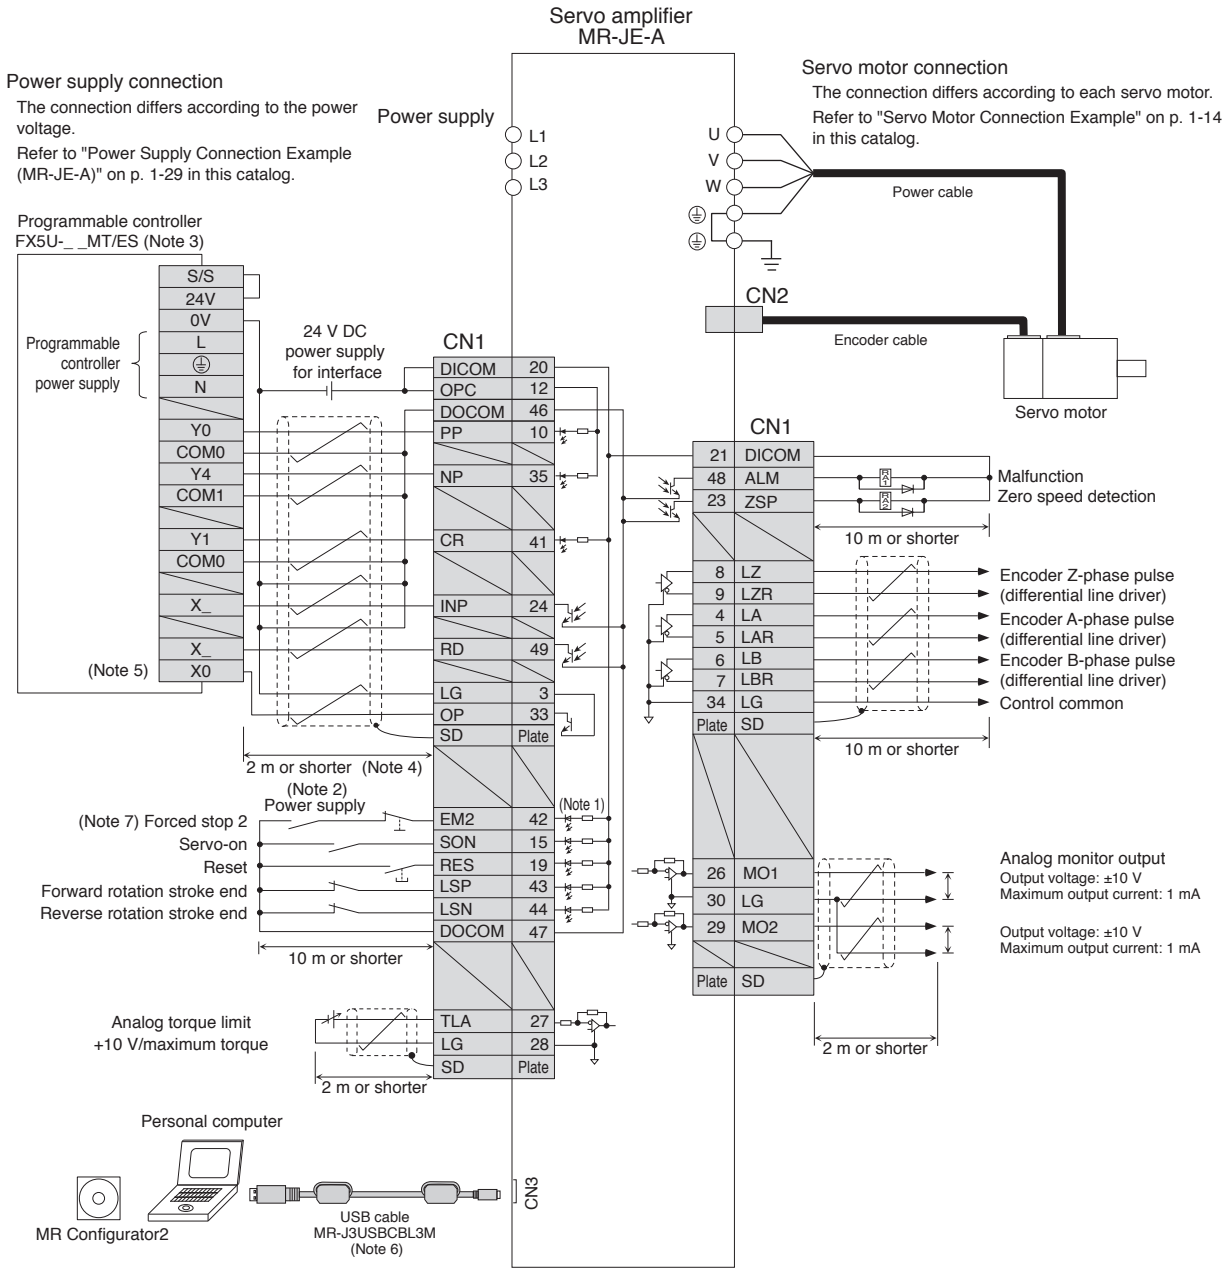 Servo amplifier
MR-JE-A
Power supply connection
The connection differs according to the power
voltage.
Refer to "Power Supply Connection Example
(MR-JE-A)" on p. 1-29 in this catalog.
Power supply
L1
L2
L3
Servo motor connection
The connection differs according to each servo motor.
Refer to "Servo Motor Connection Example" on p. 1-14
in this catalog.
U
V
W
Power cable
CN2
Encoder cable
Servo motor
Programmable controller
FX5U-_ _MT/ES (Note 3)
S/S
24V
0V
L
N
Programmable
controller
power supply
Y0
COM0
Y4
COM1
Y1
COM0
X_
X_
(Note 5) X0
24 V DC
power supply
for interface
CN1
DICOM 20
OPC 12
DOCOM 46
PP 10
NP 35
CR 41
INP 24
RD 49
LG 3
OP 33
SD Plate
2 m or shorter (Note 4)
(Note 2)
Power supply
(Note 1)
(Note 7) Forced stop 2 EM2 42
Servo-on SON 15
Reset RES 19
Forward rotation stroke end LSP 43
Reverse rotation stroke end LSN 44
DOCOM 47
10 m or shorter
Analog torque limit
+10 V/maximum torque
TLA 27
LG 28
SD Plate
2 m or shorter
CN1
21 DICOM
48 ALM RA1 Malfunction
23 ZSP RA2 Zero speed detection
10 m or shorter
8 LZ
9 LZR
Encoder Z-phase pulse
(differential line driver)
4 LA
5 LAR
Encoder A-phase pulse
(differential line driver)
6 LB
7 LBR
Encoder B-phase pulse
(differential line driver)
34 LG Control common
Plate SD
10 m or shorter
26 MO1
30 LG
29 MO2
Plate SD
Analog monitor output
Output voltage: ±10 V
Maximum output current: 1 mA
Output voltage: ±10 V
Maximum output current: 1 mA
2 m or shorter
Personal computer
MR Configurator2
USB cable
MR-J3USBCBL3M
(Note 6)
CN3